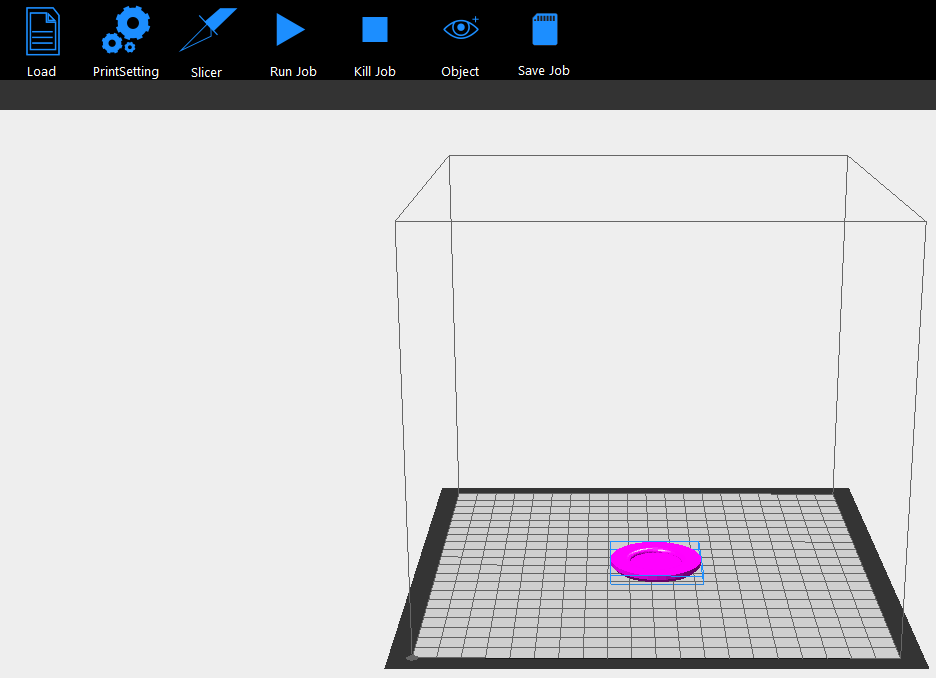 Load
PrintSetting
Slicer
Run Job
Kill Job
Object
Save Job